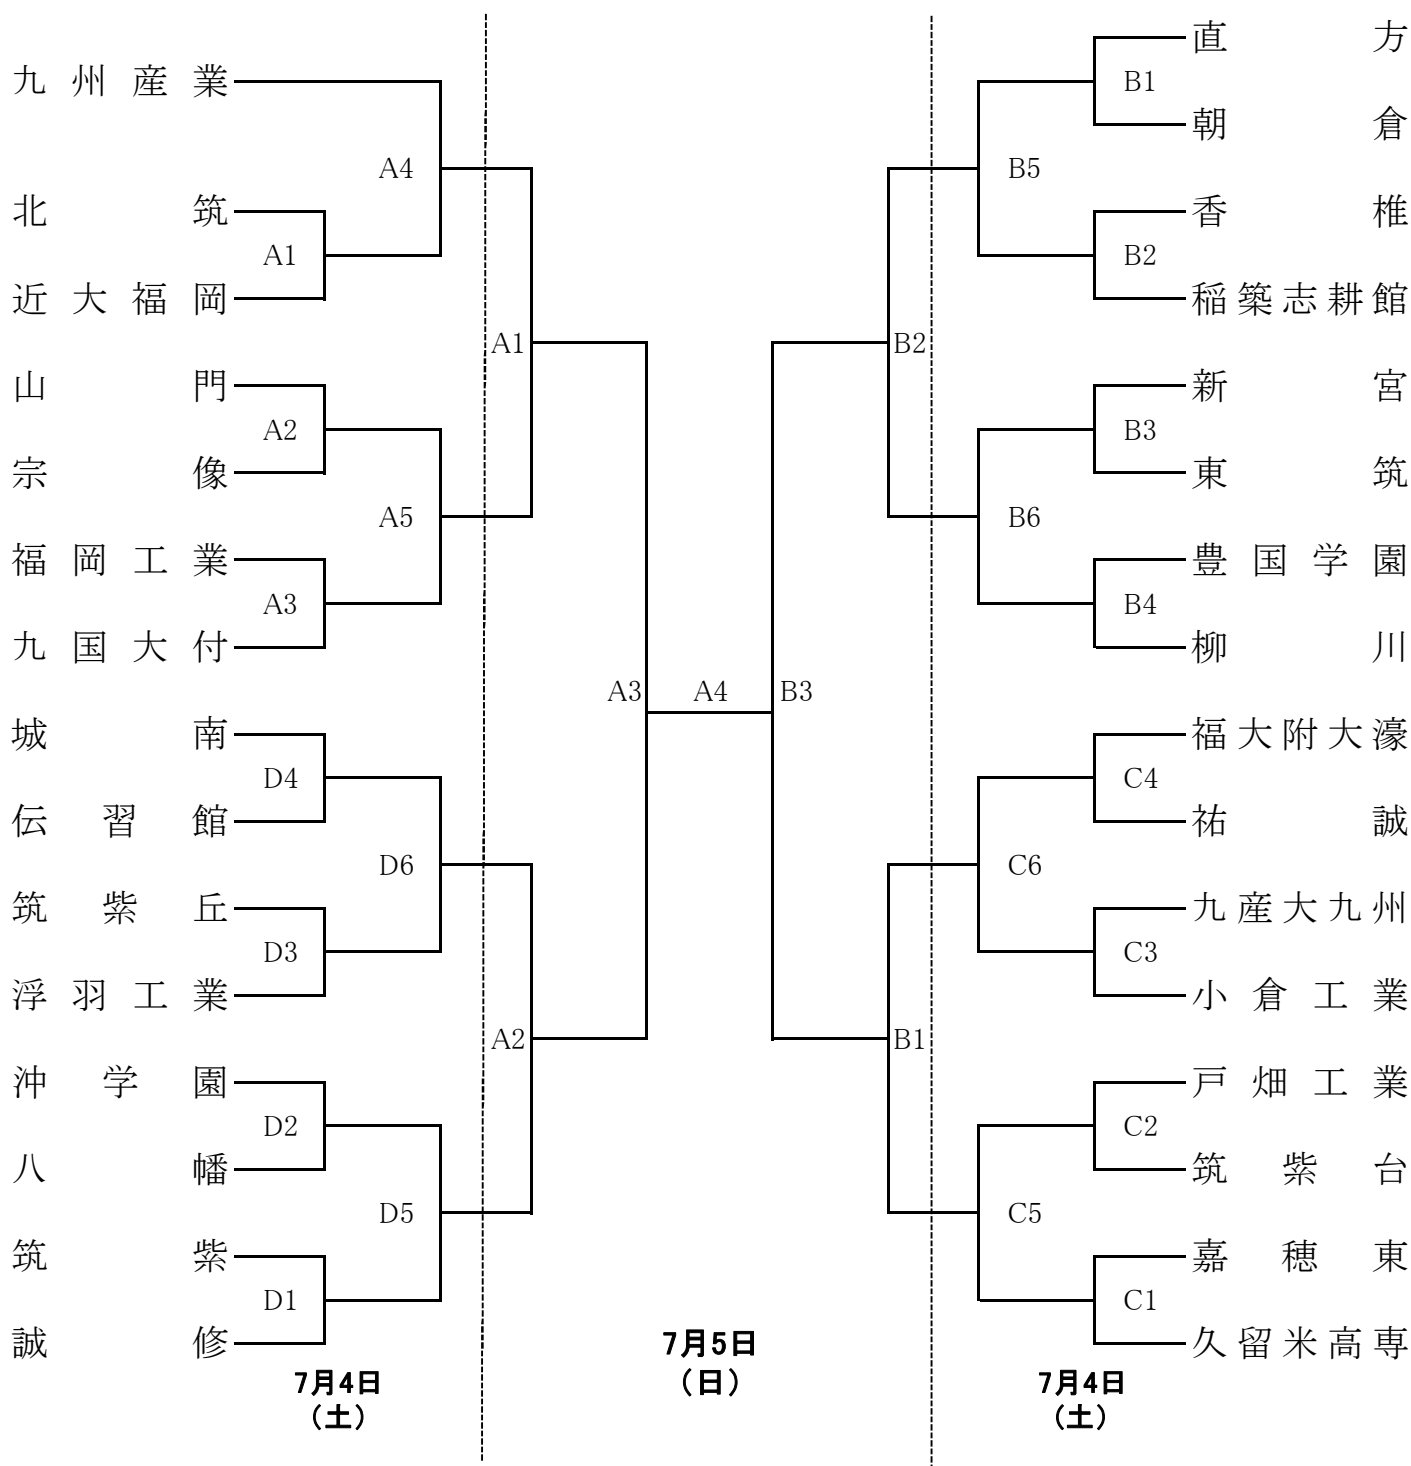 九州産業
北筑
近大福岡
山門
宗像
福岡工業
九国大付
城南
伝習館
筑紫丘
浮羽工業
沖学園
八幡
筑紫
誠修
A4
A1
A2
A5
A3
D4
D6
D3
D2
D5
D1
7月4日
（土）
A1
A2
A3
A4
B3
7月5日
（日）
B2
B1
B1
B5
B2
B3
B6
B4
C4
C6
C3
C2
C5
C1
7月4日
（土）
直方
朝倉
香椎
稲築志耕館
新宮
東筑
豊国学園
柳川
福大附大濠
祐誠
九産大九州
小倉工業
戸畑工業
筑紫台
嘉穂東
久留米高専